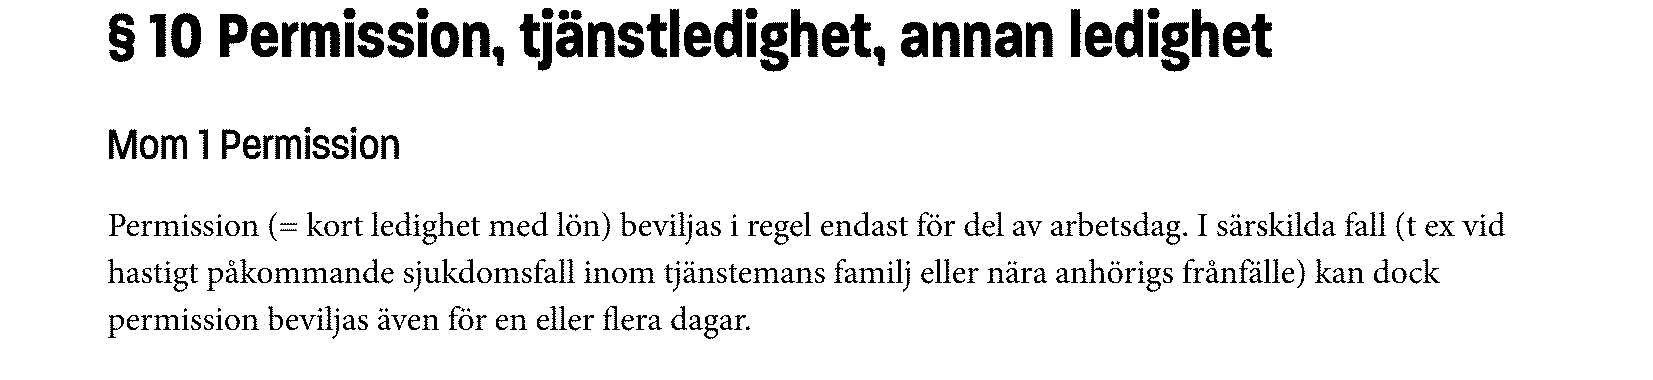 § 10 Permission, tjänstledighet, annan ledighet
Mom 1 Permission
Permission (= kort ledighet med lön) beviljas i regel endast för del av arbetsdag. I särskilda fall (t ex vid
hastigt påkommande sjukdomsfall inom tjänstemans familj eller nära anhörigs frånfälle) kan dock
permission beviljas även för en eller flera dagar.